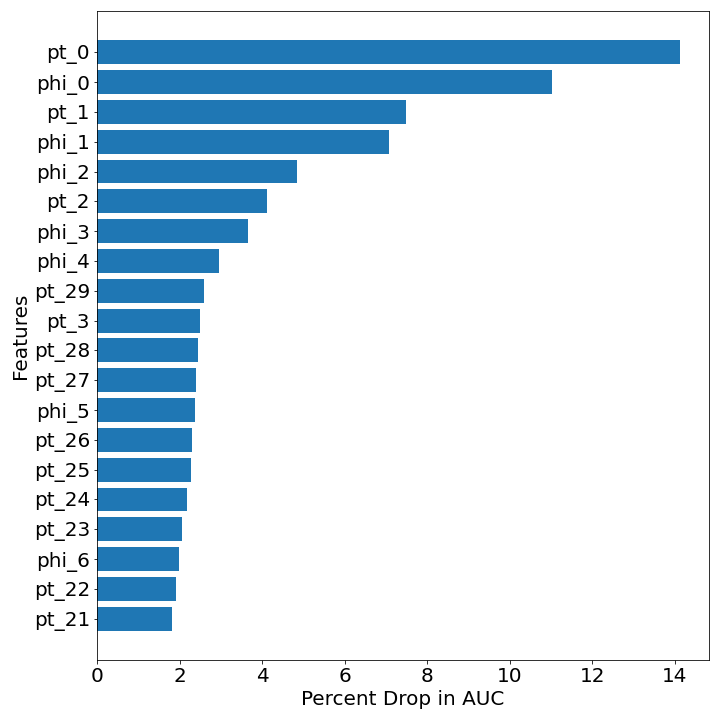 pt_0
phi_0
pt_1
phi_1
phi_2
pt_2
phi_3
phi_4
pt_29
pt_3
pt_28
pt_27
phi_5
pt_26
pt_25
pt_24
pt_23
phi_6
pt_22
pt_21
Features
0 2 4 6 8 10 12 14
Percent Drop in AUC